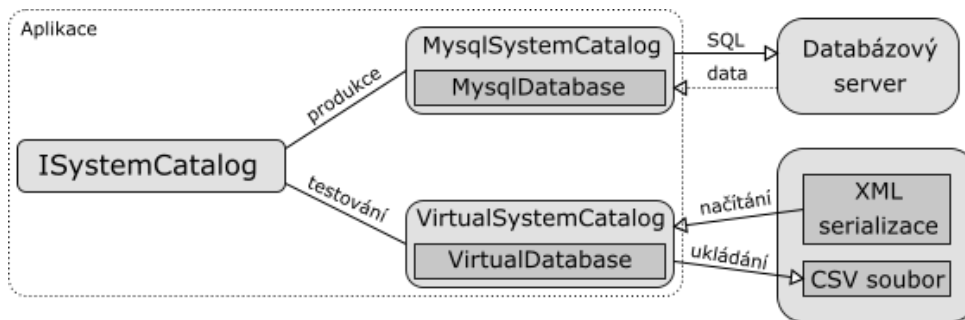 Aplikace
ISystemCatalog
produkce
testování
MysqlSystemCatalog
MysqlDatabase
SQL
data
Databázový
server
VirtualSystemCatalog
VirtualDatabase
načítání
ukládání
XML
serializace
CSV soubor